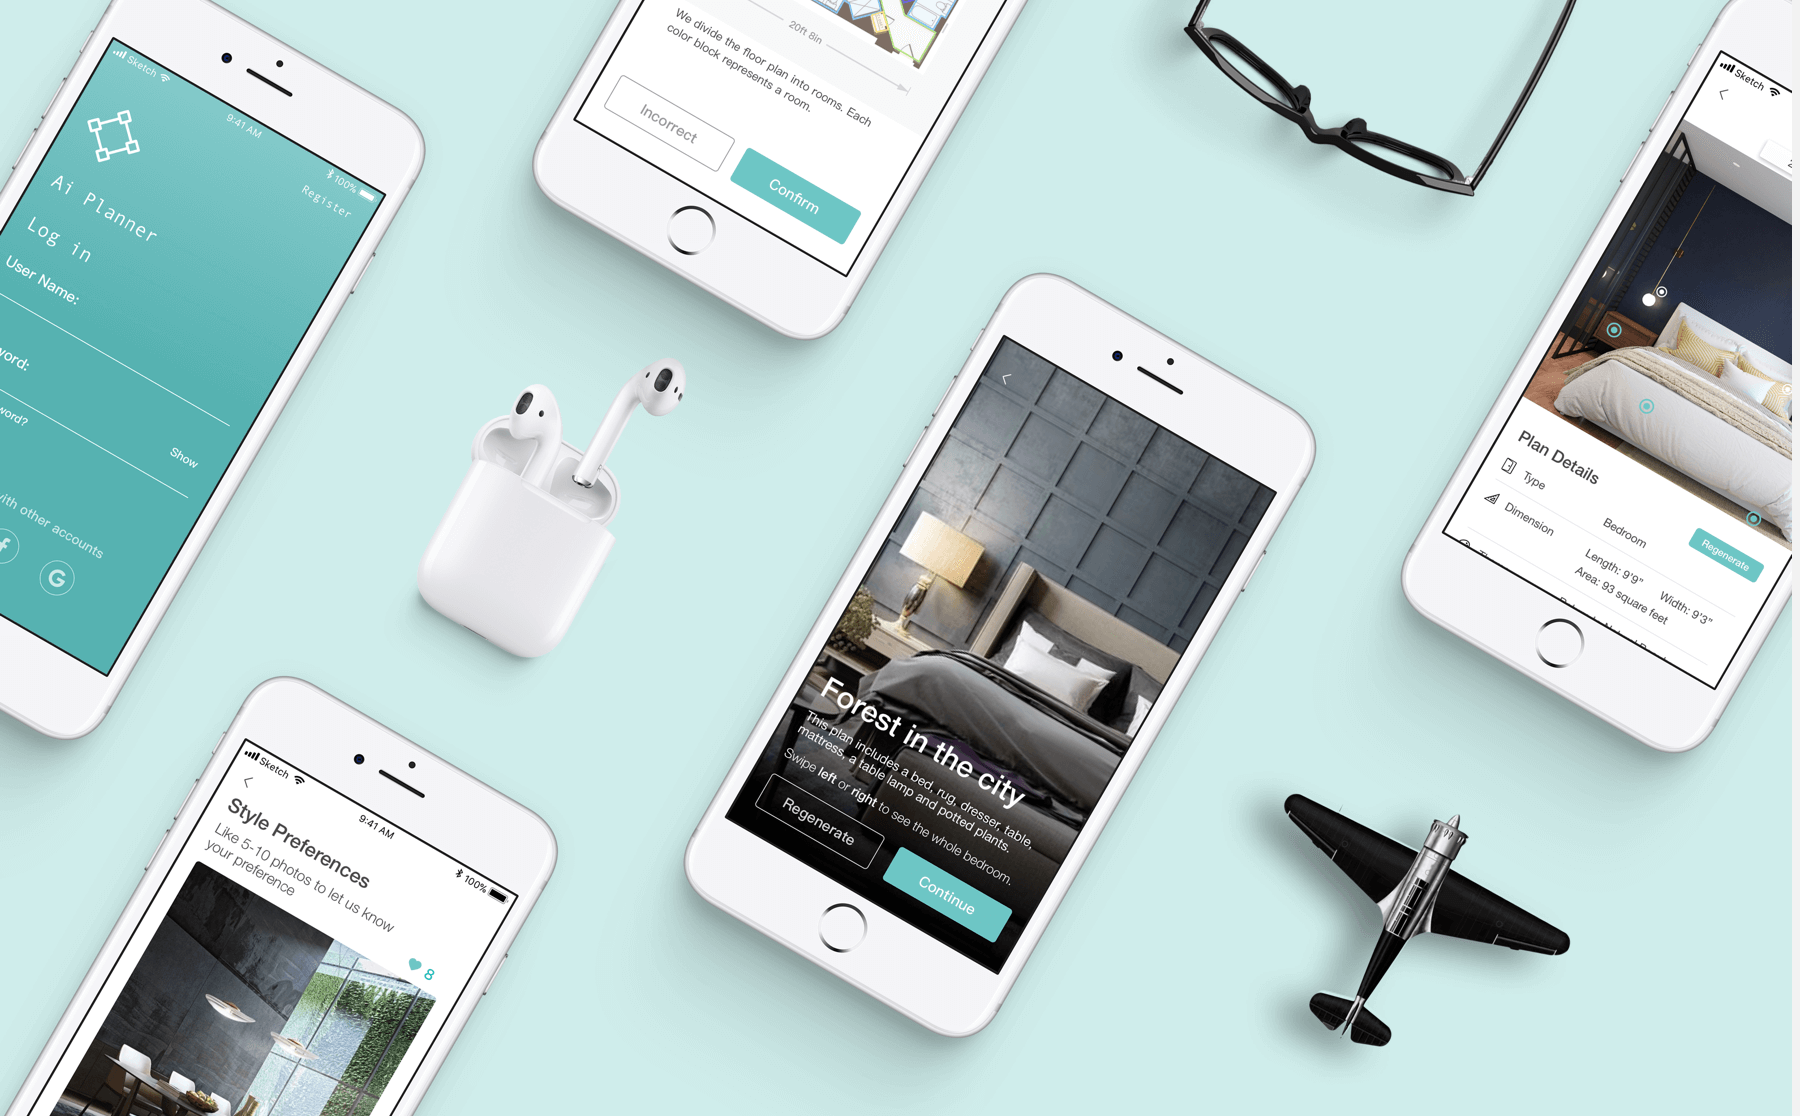 Sketch
9:41 AM
100%
Register
Ai Planner
Log in
User Name:
word:
word?
Show
with other accounts
G
20ft 8in
We divide the floor plan into rooms. Each
color block represents a room.
Incorrect
Confirm
Sketch
Plan Details
Type
Bedroom
Regenerate
Dimension
Length: 9'9"
Width: 9'3"
Area: 93 square feet
Forest in the city
This plan includes a bed, rug, dresser, table,
mattress, a table lamp and potted plants.
Swipe left or right to see the whole bedroom.
Regenerate
Continue
Sketch
9:41 AM
100%
Style Preferences
Like 5-10 photos to let us know
your preference
8